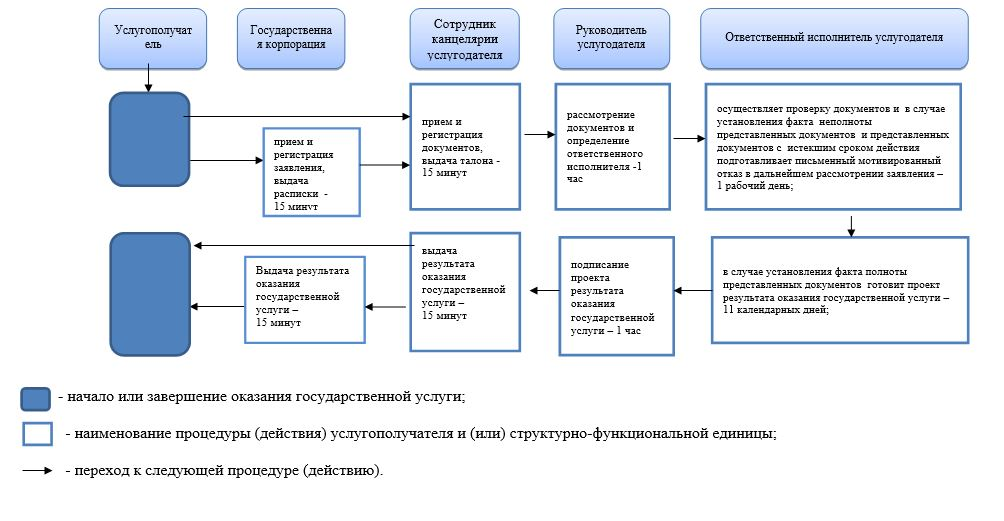 Услугополучат
ель
Государственна
я корпорация
Сотрудник
канцелярии
услугодателя
Руководитель
услугодателя
Ответственный исполнитель услугодателя
прием и
регистрация
заявления,
выдача
расписки  -
15 минут
прием и
регистрация
документов,
выдача талона -
15 минут
рассмотрение
документов и
определение
ответственного
исполнителя -1
час
осуществляет проверку документов и  в случае
установления факта  неполноты
представленных документов  и представленных
документов с  истекшим сроком действия
подготавливает письменный мотивированный
отказ в дальнейшем рассмотрении заявления –
1 рабочий день;
Выдача результата
оказания
государственной
услуги –
15 минут
выдача
результата
оказания
государственной
услуги –
15 минут
подписание
проекта
результата
оказания
государственной
услуги – 1 час
в случае установления факта полноты
представленных документов  готовит проект
результата оказания государственной услуги –
11 календарных дней;
- начало или завершение оказания государственной услуги;
- наименование процедуры (действия) услугополучателя и (или) структурно-функциональной единицы;
- переход к следующей процедуре (действию).